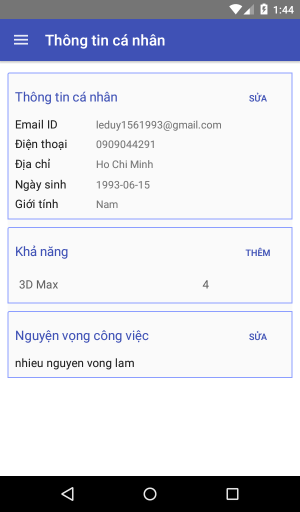 1:44
Thông tin cá nhân
Thông tin cá nhân SỬA
Email ID leduy1561993@gmail.com
Điện thoại 0909044291
Địa chỉ Ho Chi Minh
Ngày sinh 1993-06-15
Giới tính Nam
Khả năng THÊM
3D Max 4
Nguyện vọng công việc SỬA
nhieu nguyen vong lam